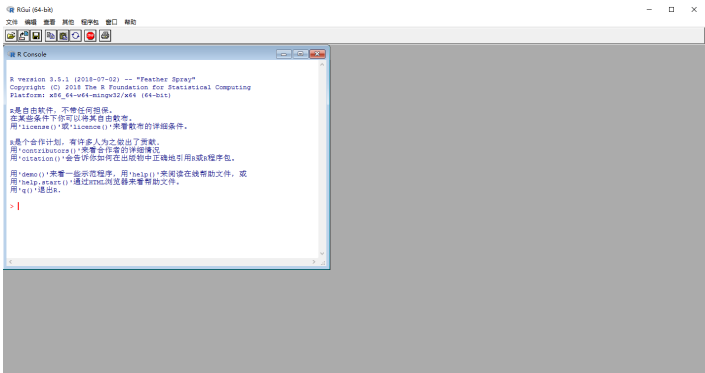 RGui (64-bit)
文件 编辑 查看 其他 程序包 窗口 帮助
R Console
R version 3.5.1 (2018-07-02) -- "Feather Spray"
Copyright (C) 2018 The R Foundation for Statistical Computing
Platform: x86_64-w64-mingw32/x64 (64-bit)
R是自由软件，不带任何担保。
在某些条件下你可以将其自由散布。
用'license()'或'licence()'来看散布的详细条件。
R是个合作计划，有许多人为之做出了贡献.
用'contributors()'来看合作者的详细情况
用'citation()'会告诉你如何在出版物中正确地引用R或R程序包。
用'demo()'来看一些示范程序，用'help()'来阅读在线帮助文件，或
用'help.start()'通过HTML浏览器来看帮助文件。
用'q()'退出R.
>